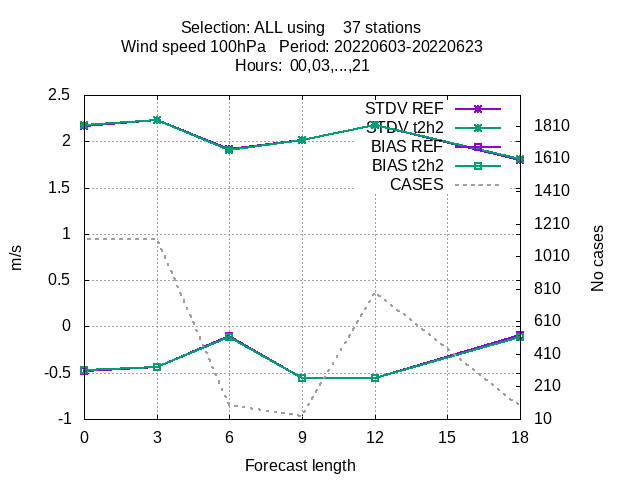 Selection: ALL using 37 stations
Wind speed 100hPa Period: 20220603-20220623
Hours: 00,03,...,21
STDV REF
STDV t2h2
BIAS REF
BIAS t2h2
CASES
2.5
2
1.5
1
0.5
0
-0.5
-1
m/s
1810
1610
1410
1210
1010
810
610
410
210
10
No cases
0 3 6 9 12 15 18
Forecast length